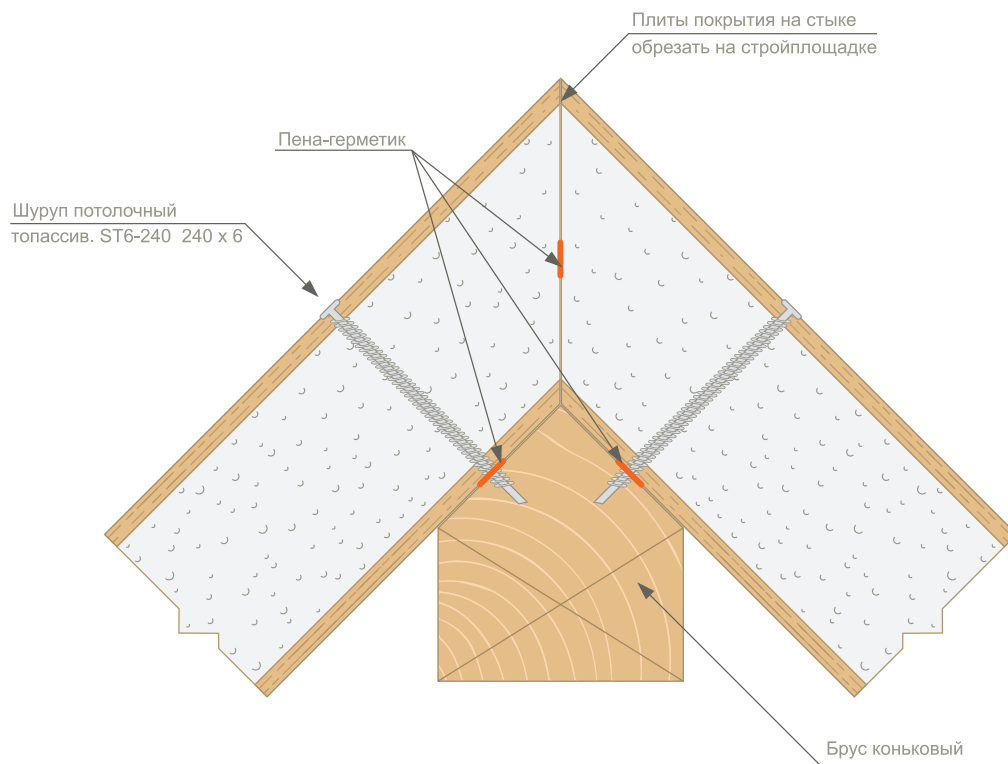 Плиты покрытия на стыке
обрезать на стройплощадке
Пена-герметик
Шуруп потолочный
топассив. ST6-240 240 x 6
Брус коньковый